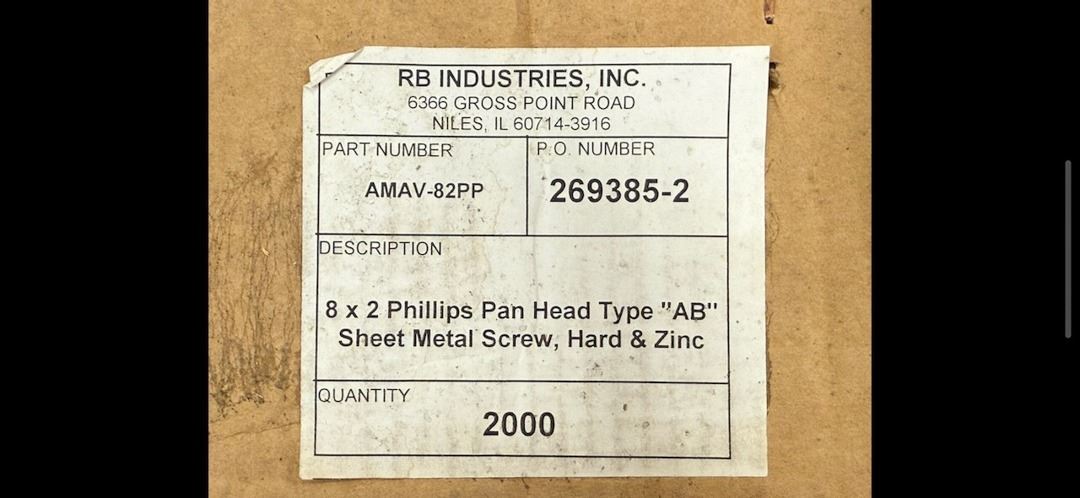 RB INDUSTRIES, INC.
6366 GROSS POINT ROAD
NILES, IL 60714-3916
PART NUMBER
AMAV-82PP
P.O. NUMBER
269385-2
DESCRIPTION
8 x 2 Phillips Pan Head Type "AB"
Sheet Metal Screw, Hard & Zinc
QUANTITY
2000